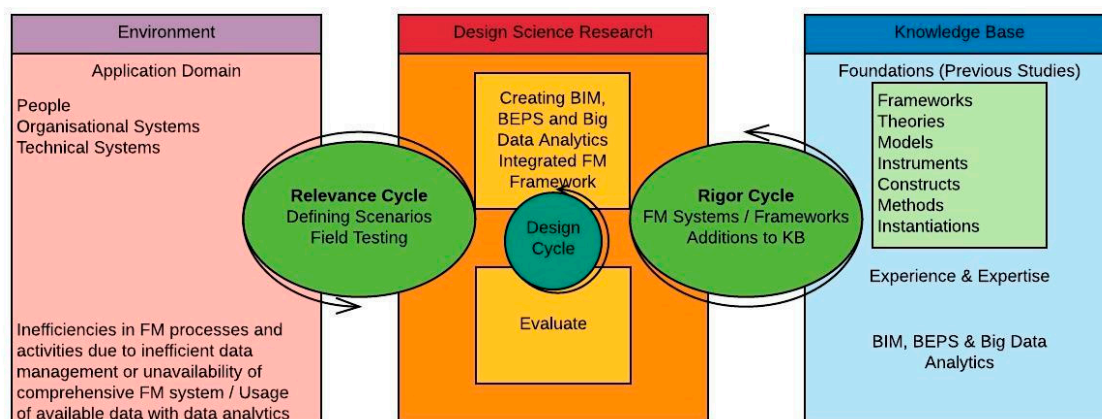 Environment
Application Domain
People
Organisational Systems
Technical Systems
Inefficiencies in FM processes and
activities due to inefficient data
management or unavailability of
comprehensive FM system / Usage
of available data with data analytics
Relevance Cycle
Defining Scenarios
Field Testing
Design Science Research
Creating BIM,
BEPS and Big
Data Analytics
Integrated FM
Framework
Design
Cycle
Evaluate
Rigor Cycle
FM Systems / Frameworks
Additions to KB
Knowledge Base
Foundations (Previous Studies)
Frameworks
Theories
Models
Instruments
Constructs
Methods
Instantiations
Experience & Expertise
BIM, BEPS & Big Data
Analytics